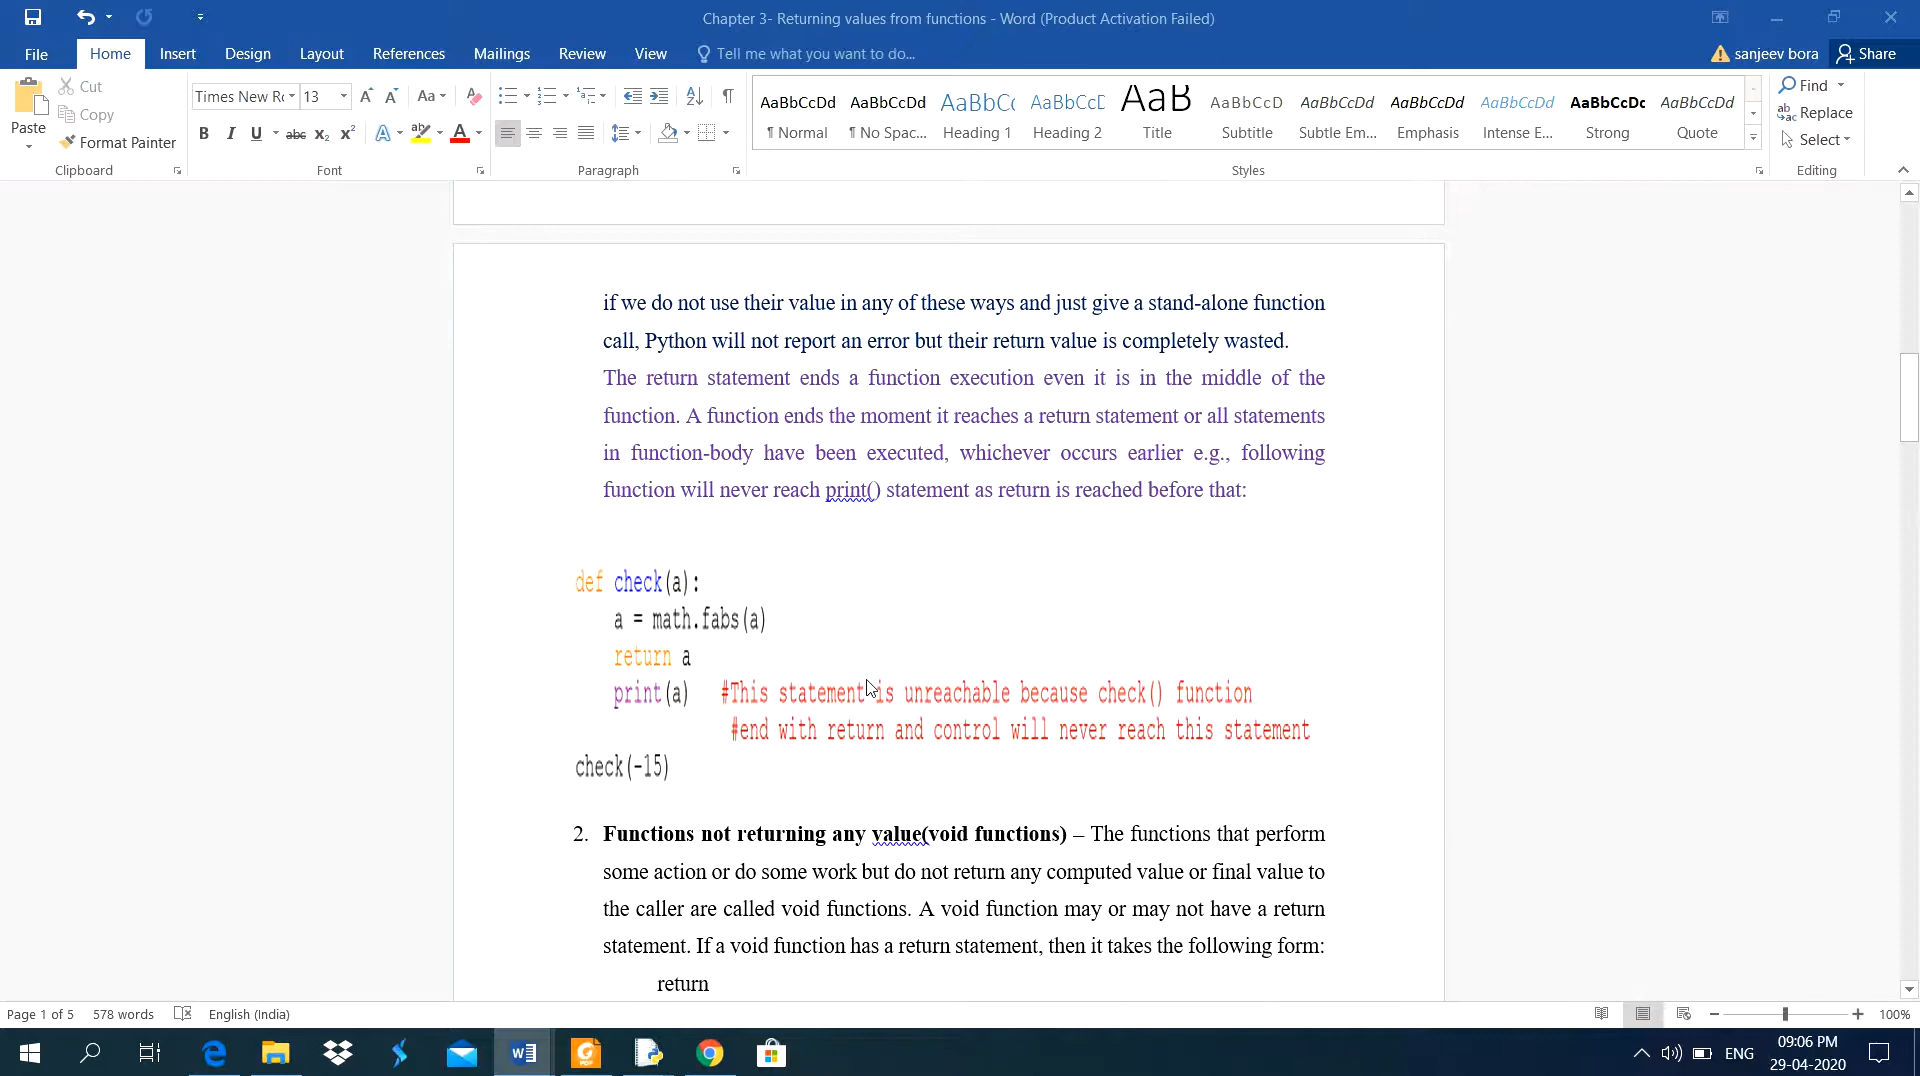 Chapter 3- Returning values from functions - Word (Product Activation Failed)
File Home Insert Design Layout References Mailings Review View Tell me what you want to do... sanjeev bora Share
Cut
Copy
Format Painter
Paste
Clipboard
Times New Rc 13
Aa
B I U abc x₂ x²
A A
Font
Paragraph
AaBbCcDd AaBbCcDd AaBbCc AaBbCcD AaB AaBbCcD AaBbCcDd AaBbCcDd AaBbCcDd AaBbCcDc AaBbCcDd
¶ Normal ¶ No Spac... Heading 1 Heading 2 Title Subtitle Subtle Em... Emphasis Intense E... Strong Quote
Styles
Find
Replace
Select
Editing
if we do not use their value in any of these ways and just give a stand-alone function
call, Python will not report an error but their return value is completely wasted.
The return statement ends a function execution even it is in the middle of the
function. A function ends the moment it reaches a return statement or all statements
in function-body have been executed, whichever occurs earlier e.g., following
function will never reach print() statement as return is reached before that:
def check(a):
a = math.fabs(a)
return a
print(a) #This statement is unreachable because check() function
#end with return and control will never reach this statement
check(-15)
2. Functions not returning any value(void functions) – The functions that perform
some action or do some work but do not return any computed value or final value to
the caller are called void functions. A void function may or may not have a return
statement. If a void function has a return statement, then it takes the following form:
return
Page 1 of 5 578 words English (India) 100%
ENG
09:06 PM
29-04-2020